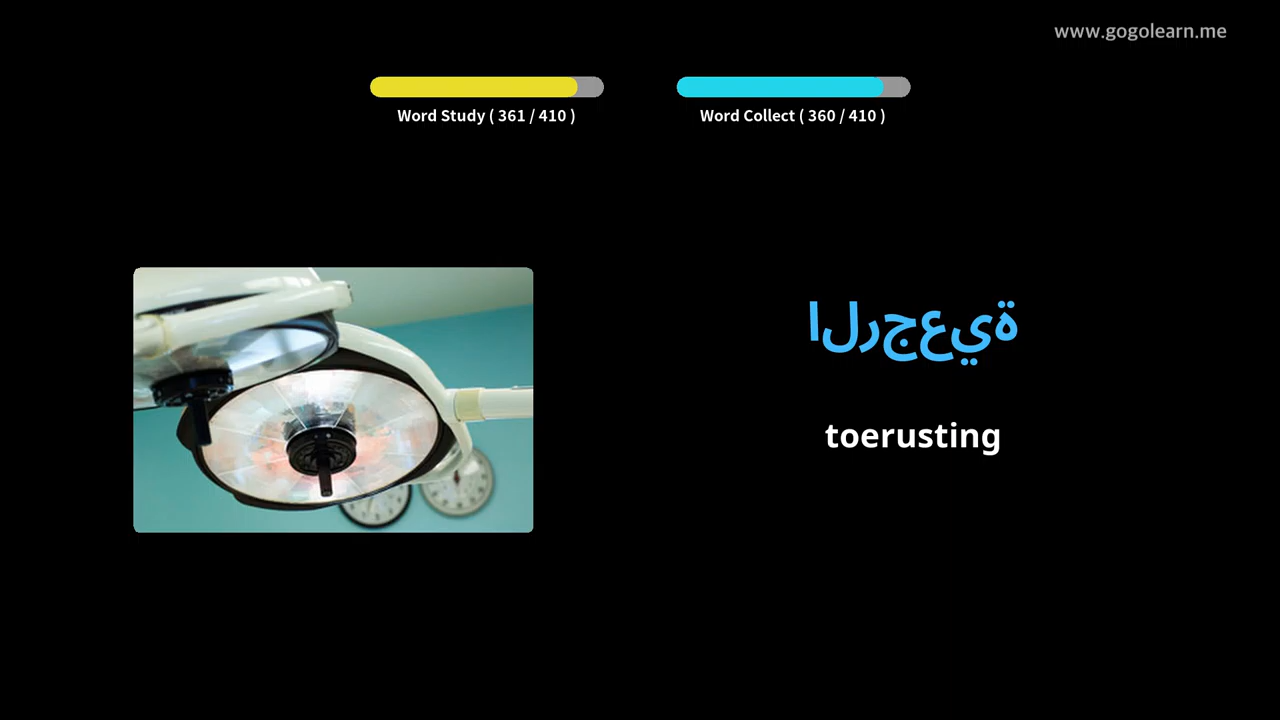 www.gogolearn.me
Word Study ( 361 / 410 )
Word Collect ( 360 / 410 )
الرجعية
toerusting